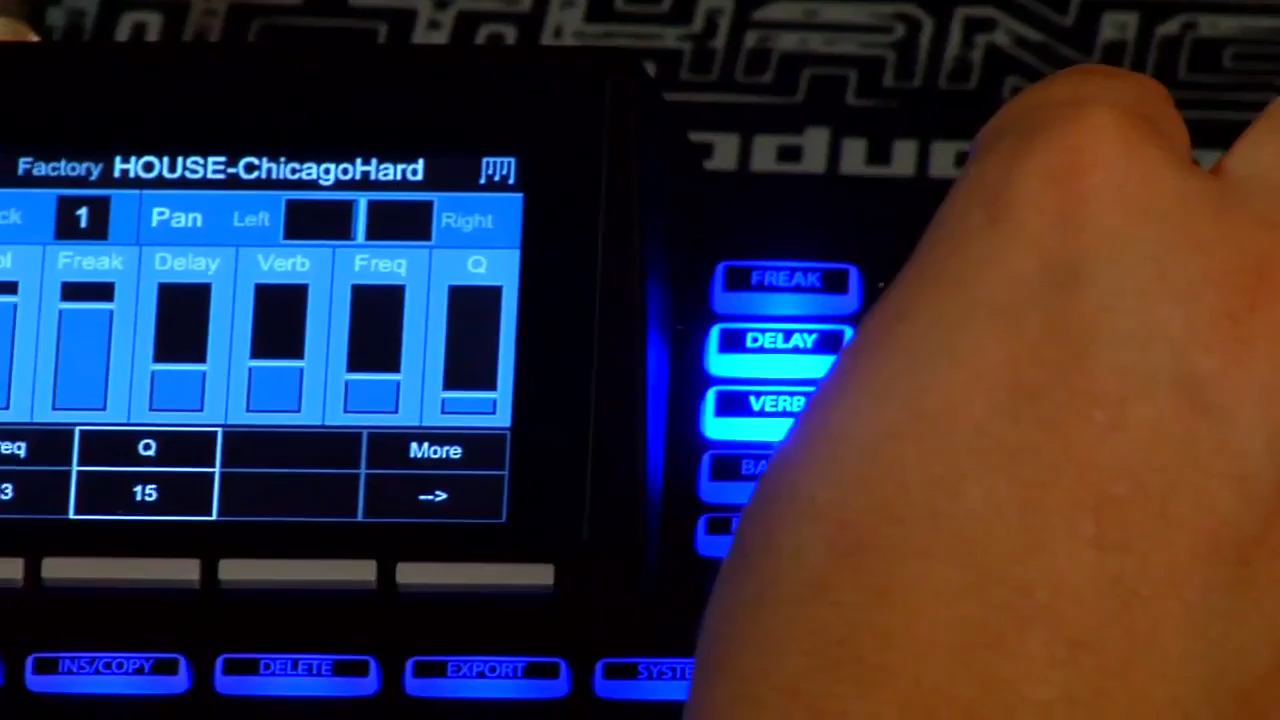 Factory HOUSE-ChicagoHard
1 Pan Left Right
Freak Delay Verb Freq Q
Q More
15 -->
FREAK
DELAY
VERB
INS/COPY DELETE EXPORT